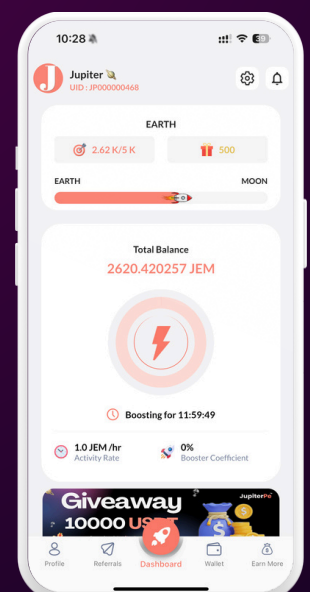 10:28
J
Jupiter
UID : JP000000468
EARTH
2.62 K/5 K
500
EARTH MOON
Total Balance
2620.420257 JEM
Boosting for 11:59:49
1.0 JEM /hr
Activity Rate
0%
Booster Coefficient
Giveaway
JupiterPe
10000 USDT
Profile
Referrals
Dashboard
Wallet
Earn More